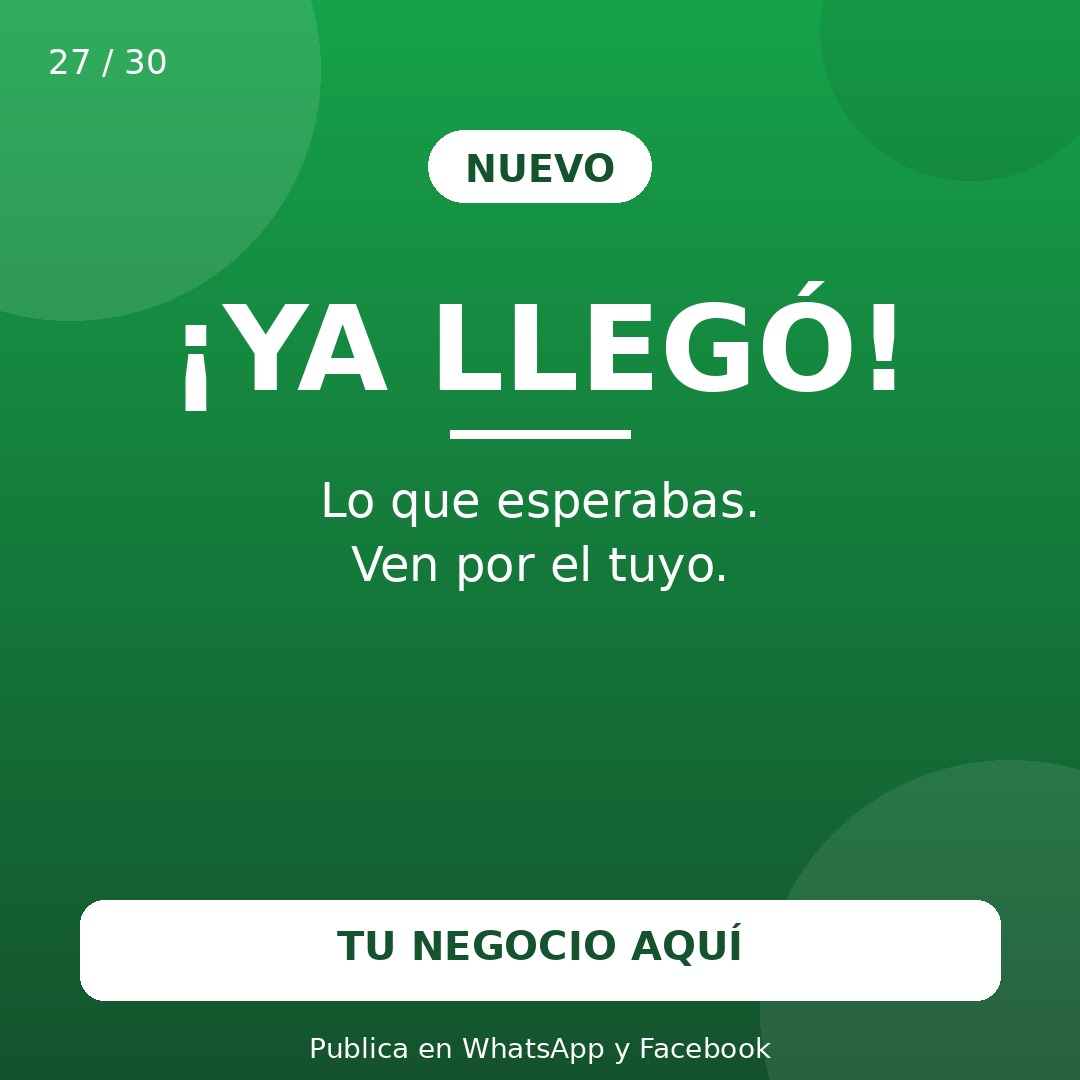 27 / 30
NUEVO
¡YA LLEGÓ!
Lo que esperabas.
Ven por el tuyo.
TU NEGOCIO AQUÍ
Publica en WhatsApp y Facebook